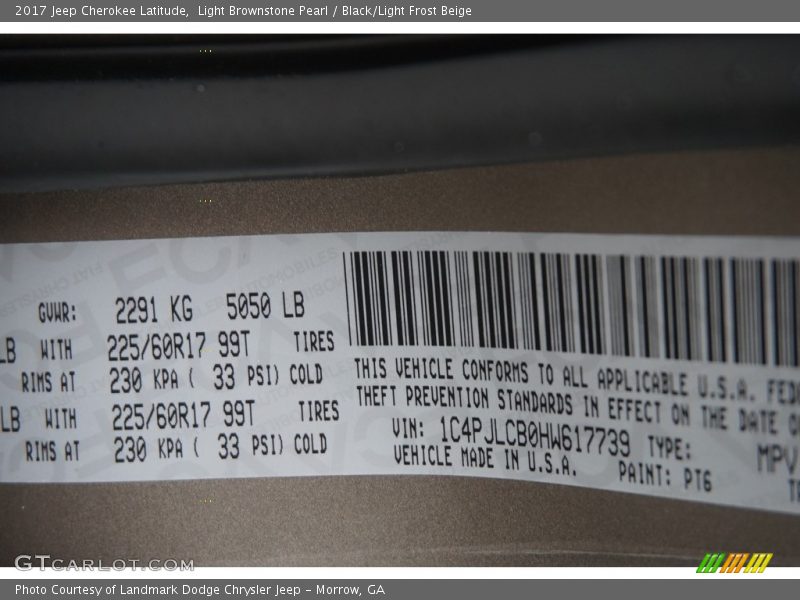 2017 Jeep Cherokee Latitude,  Light Brownstone Pearl / Black/Light Frost Beige
GVWR: 2291 KG 5050 LB
LB WITH 225/60R17 99T TIRES
RIMS AT 230 KPA ( 33 PSI) COLD
LB WITH 225/60R17 99T TIRES
RIMS AT 230 KPA ( 33 PSI) COLD
THIS VEHICLE CONFORMS TO ALL APPLICABLE U.S.A. FED
THEFT PREVENTION STANDARDS IN EFFECT ON THE DATE O
VIN: 1C4PJLCB0HW617739 TYPE: MPV
VEHICLE MADE IN U.S.A. PAINT: PT6
GTCARLOT.COM
Photo Courtesy of Landmark Dodge Chrysler Jeep – Morrow, GA